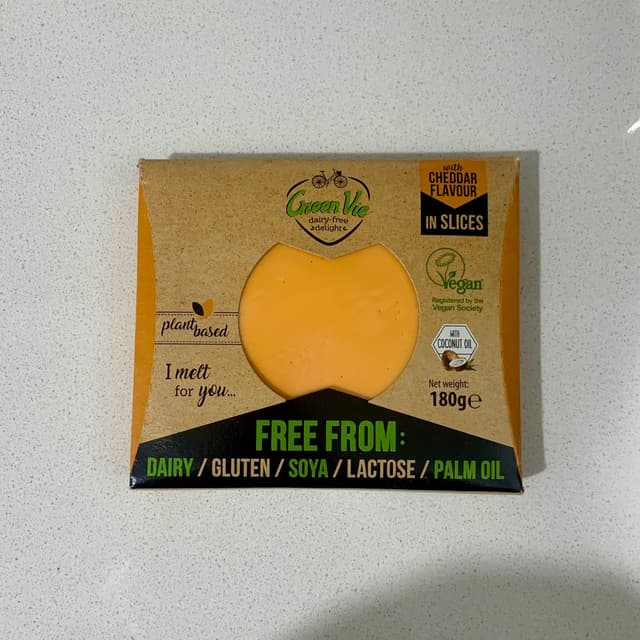 Green Vie
dairy-free
delight
with
CHEDDAR
FLAVOUR
IN SLICES
Vegan
Registered by the
Vegan Society
plant based
WITH
COCONUT OIL
I melt
for you...
Net weight:
180g℮
FREE FROM:
DAIRY / GLUTEN / SOYA / LACTOSE / PALM OIL